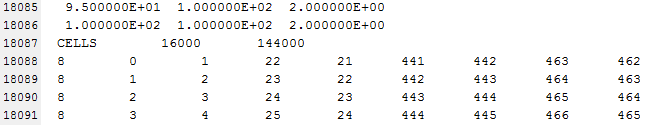 18085 9.500000E+01 1.000000E+02 2.000000E+00
18086 1.000000E+02 1.000000E+02 2.000000E+00
18087 CELLS 16000 144000
18088 8 0 1 22 21 441 442 463 462
18089 8 1 2 23 22 442 443 464 463
18090 8 2 3 24 23 443 444 465 464
18091 8 3 4 25 24 444 445 466 465